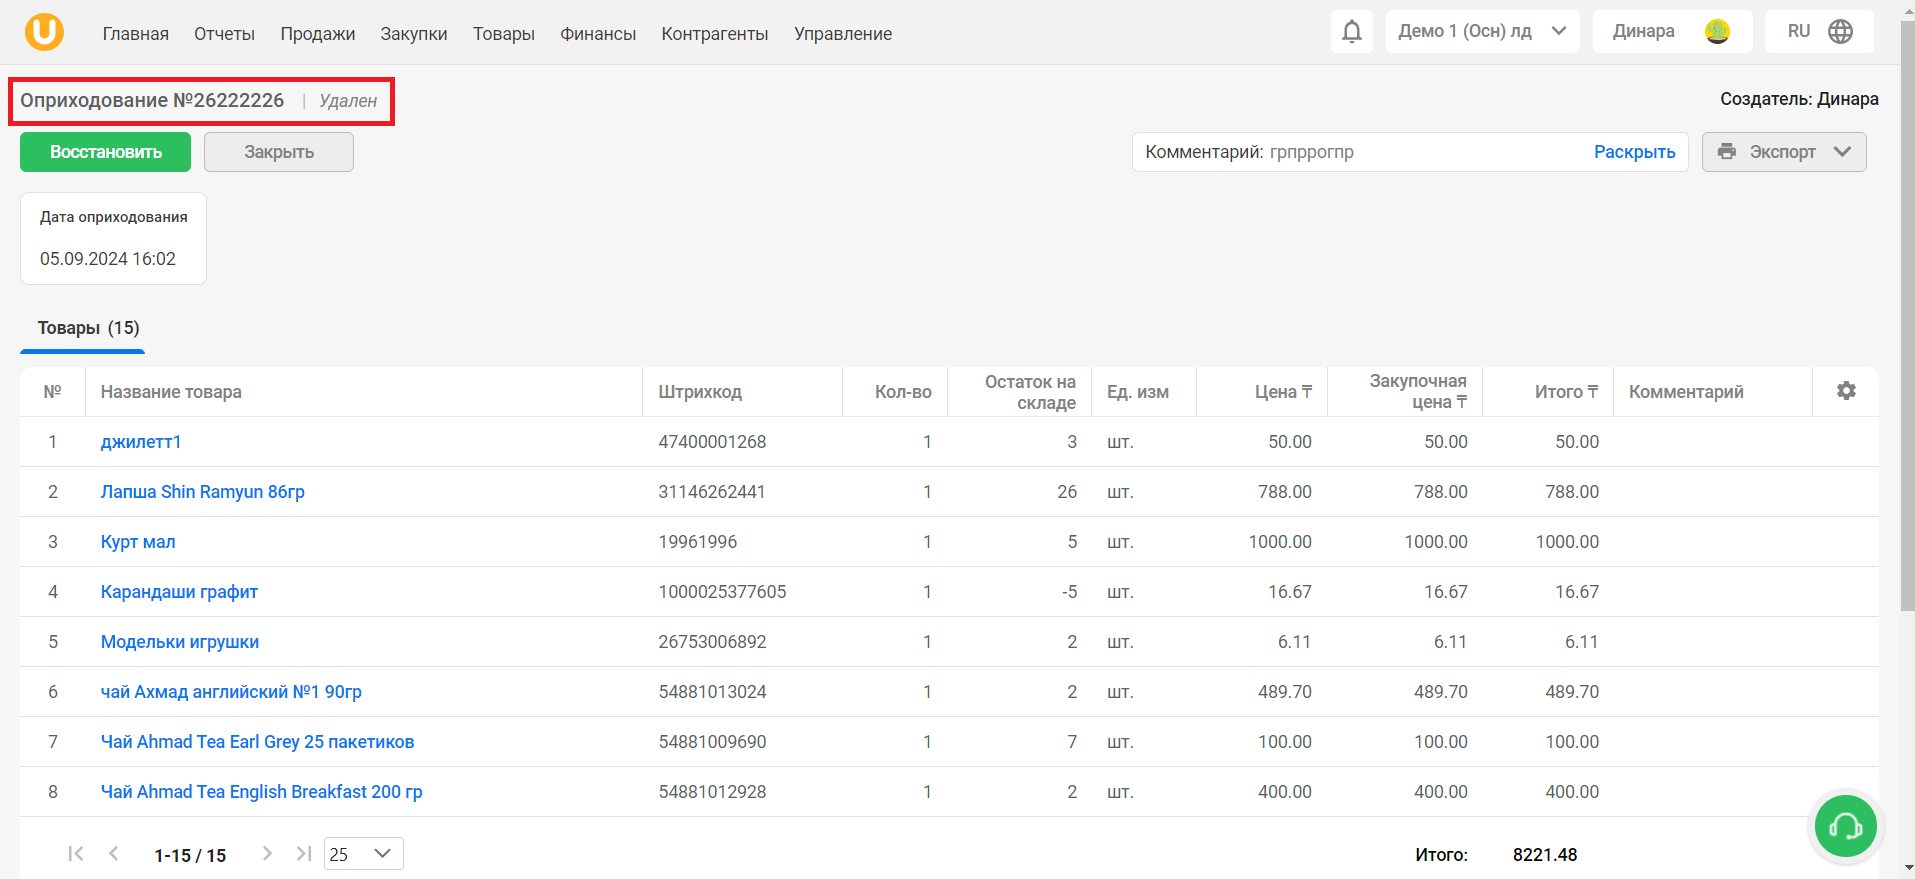 Главная Отчеты Продажи Закупки Товары Финансы Контрагенты Управление Демо 1 (Осн) лд Динара RU
Оприходование №26222226 | Удален
Создатель: Динара
Восстановить Закрыть Комментарий: грпррогпр Раскрыть Экспорт
Дата оприходования
05.09.2024 16:02
Товары (15)
№ Название товара Штрихкод Кол-во Остаток на складе Ед. изм Цена ₸ Закупочная цена ₸ Итого ₸ Комментарий
1 джилетт1 47400001268 1 3 шт. 50.00 50.00 50.00
2 Лапша Shin Ramyun 86гр 31146262441 1 26 шт. 788.00 788.00 788.00
3 Курт мал 19961996 1 5 шт. 1000.00 1000.00 1000.00
4 Карандаши графит 1000025377605 1 -5 шт. 16.67 16.67 16.67
5 Модельки игрушки 26753006892 1 2 шт. 6.11 6.11 6.11
6 чай Ахмад английский №1 90гр 54881013024 1 2 шт. 489.70 489.70 489.70
7 Чай Ahmad Tea Earl Grey 25 пакетиков 54881009690 1 7 шт. 100.00 100.00 100.00
8 Чай Ahmad Tea English Breakfast 200 гр 54881012928 1 2 шт. 400.00 400.00 400.00
1-15 / 15 25 Итого: 8221.48